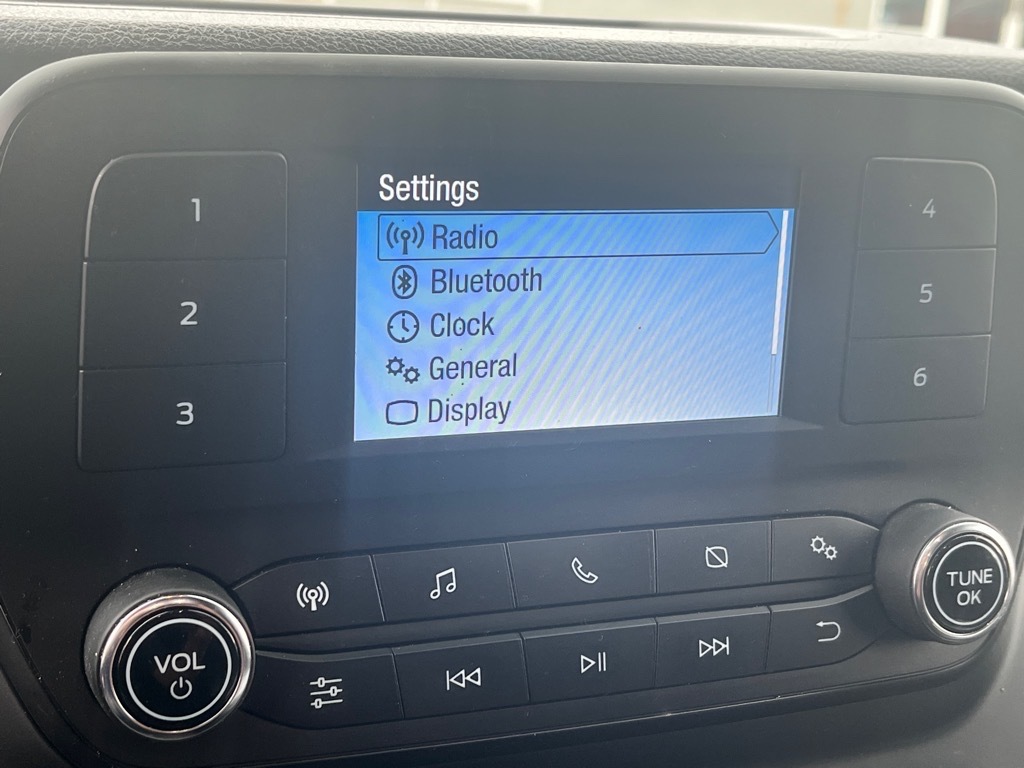 Settings
Radio
Bluetooth
Clock
General
Display
1
2
3
4
5
6
VOL
TUNE
OK